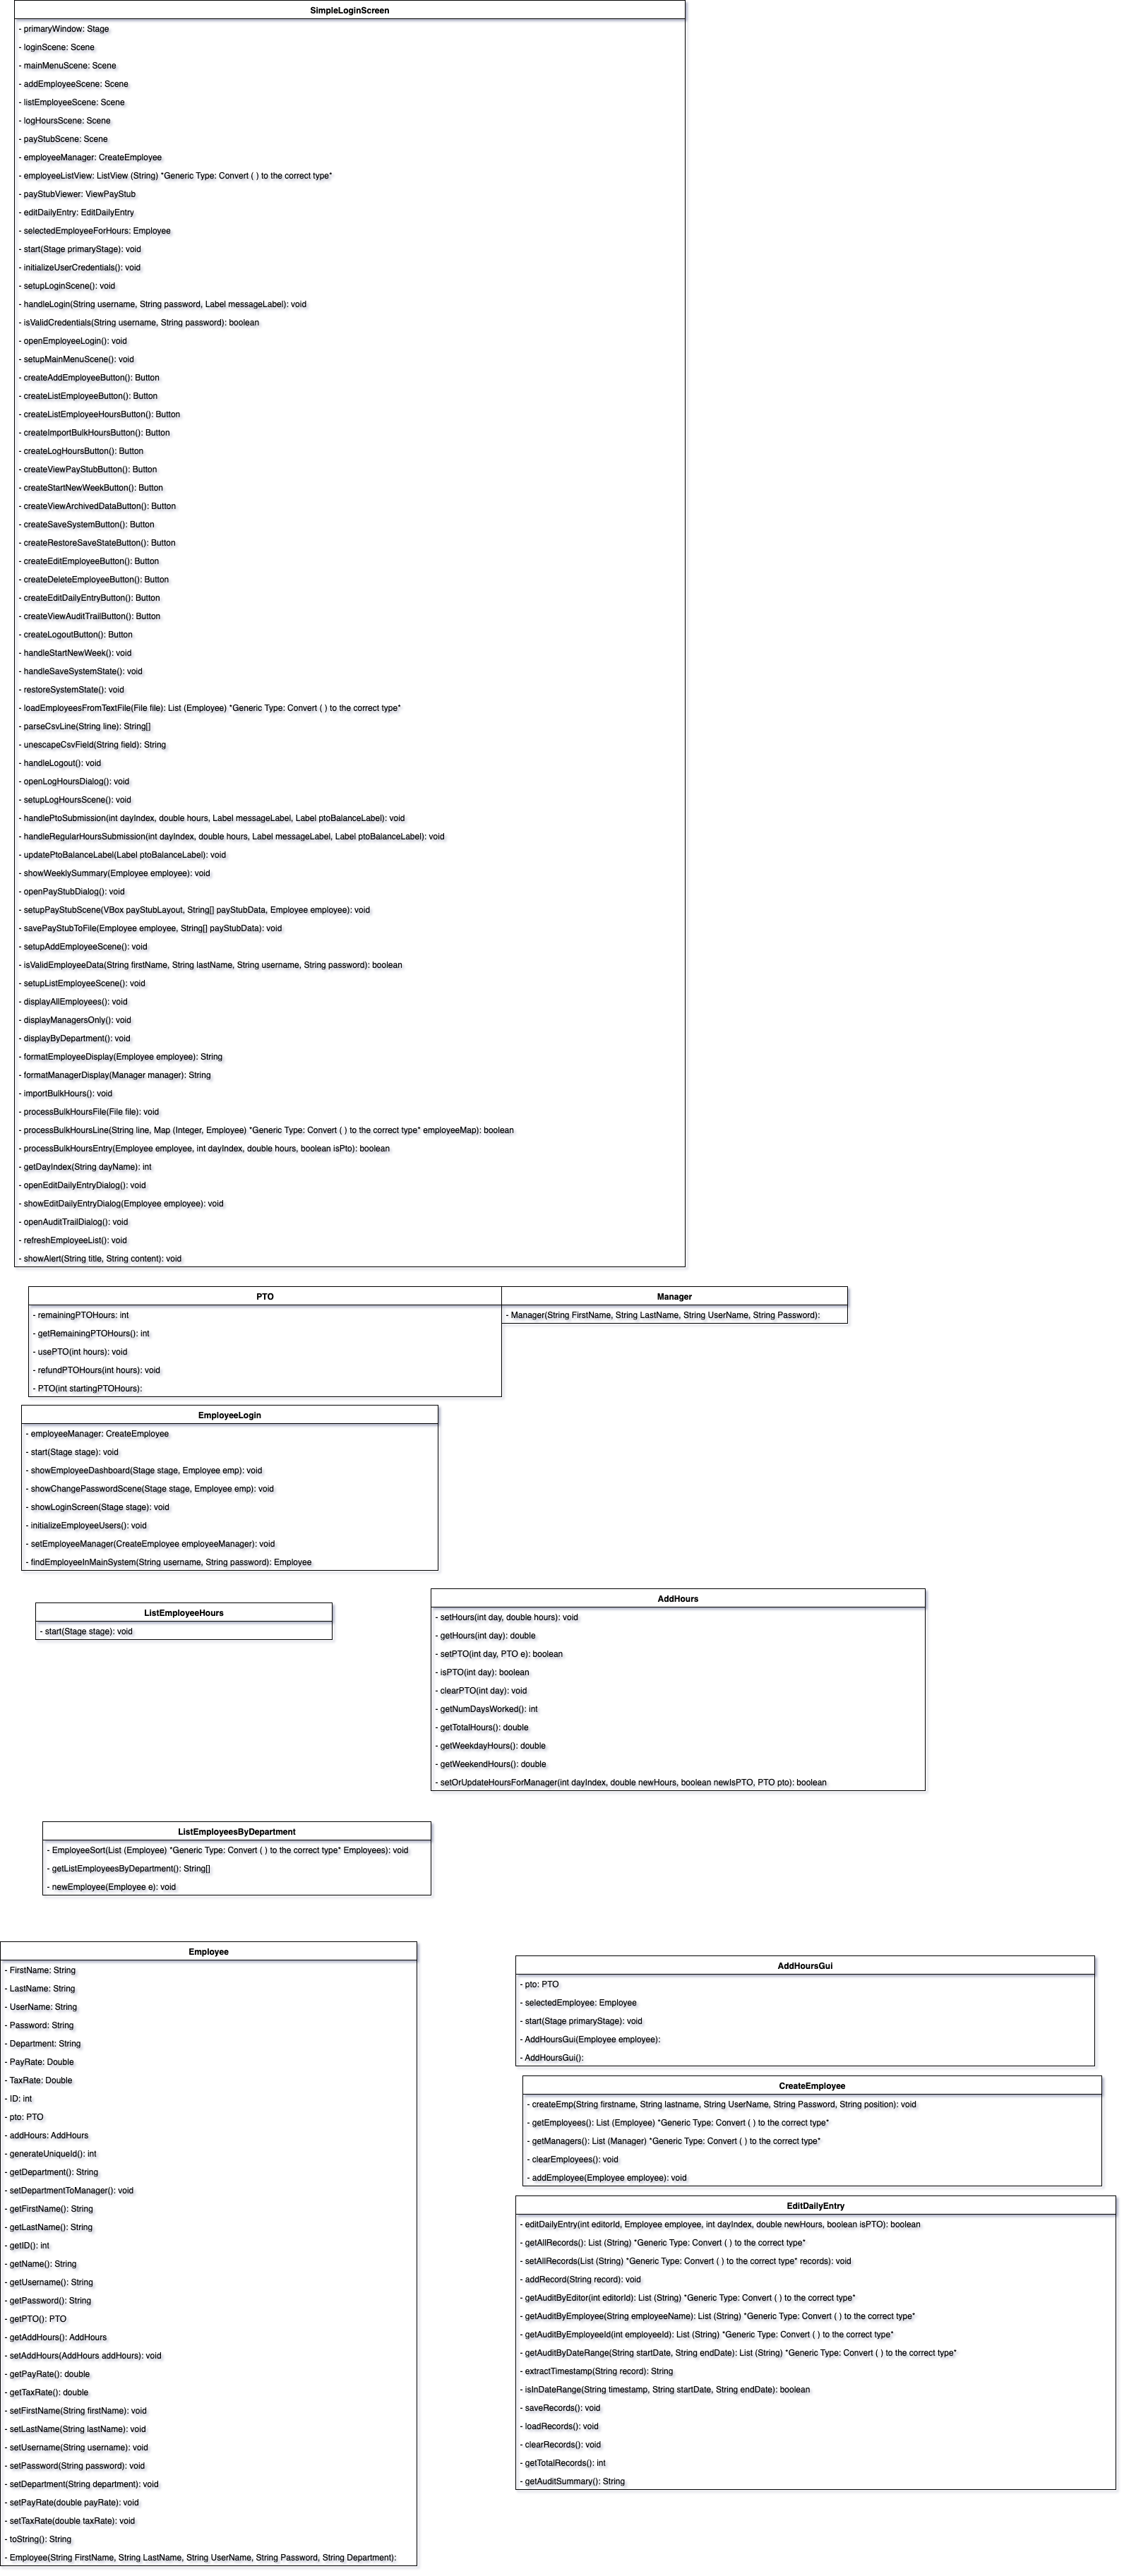 SimpleLoginScreen
- primaryWindow: Stage
- loginScene: Scene
- mainMenuScene: Scene
- addEmployeeScene: Scene
- listEmployeeScene: Scene
- logHoursScene: Scene
- payStubScene: Scene
- employeeManager: CreateEmployee
- employeeListView: ListView (String) *Generic Type: Convert ( ) to the correct type*
- payStubViewer: ViewPayStub
- editDailyEntry: EditDailyEntry
- selectedEmployeeForHours: Employee
- start(Stage primaryStage): void
- initializeUserCredentials(): void
- setupLoginScene(): void
- handleLogin(String username, String password, Label messageLabel): void
- isValidCredentials(String username, String password): boolean
- openEmployeeLogin(): void
- setupMainMenuScene(): void
- createAddEmployeeButton(): Button
- createListEmployeeButton(): Button
- createListEmployeeHoursButton(): Button
- createImportBulkHoursButton(): Button
- createLogHoursButton(): Button
- createViewPayStubButton(): Button
- createStartNewWeekButton(): Button
- createViewArchivedDataButton(): Button
- createSaveSystemButton(): Button
- createRestoreSaveStateButton(): Button
- createEditEmployeeButton(): Button
- createDeleteEmployeeButton(): Button
- createEditDailyEntryButton(): Button
- createViewAuditTrailButton(): Button
- createLogoutButton(): Button
- handleStartNewWeek(): void
- handleSaveSystemState(): void
- restoreSystemState(): void
- loadEmployeesFromTextFile(File file): List (Employee) *Generic Type: Convert ( ) to the correct type*
- parseCsvLine(String line): String[]
- unescapeCsvField(String field): String
- handleLogout(): void
- openLogHoursDialog(): void
- setupLogHoursScene(): void
- handlePtoSubmission(int dayIndex, double hours, Label messageLabel, Label ptoBalanceLabel): void
- handleRegularHoursSubmission(int dayIndex, double hours, Label messageLabel, Label ptoBalanceLabel): void
- updatePtoBalanceLabel(Label ptoBalanceLabel): void
- showWeeklySummary(Employee employee): void
- openPayStubDialog(): void
- setupPayStubScene(VBox payStubLayout, String[] payStubData, Employee employee): void
- savePayStubToFile(Employee employee, String[] payStubData): void
- setupAddEmployeeScene(): void
- isValidEmployeeData(String firstName, String lastName, String username, String password): boolean
- setupListEmployeeScene(): void
- displayAllEmployees(): void
- displayManagersOnly(): void
- displayByDepartment(): void
- formatEmployeeDisplay(Employee employee): String
- formatManagerDisplay(Manager manager): String
- importBulkHours(): void
- processBulkHoursFile(File file): void
- processBulkHoursLine(String line, Map (Integer, Employee) *Generic Type: Convert ( ) to the correct type* employeeMap): boolean
- processBulkHoursEntry(Employee employee, int dayIndex, double hours, boolean isPto): boolean
- getDayIndex(String dayName): int
- openEditDailyEntryDialog(): void
- showEditDailyEntryDialog(Employee employee): void
- openAuditTrailDialog(): void
- refreshEmployeeList(): void
- showAlert(String title, String content): void
PTO
- remainingPTOHours: int
- getRemainingPTOHours(): int
- usePTO(int hours): void
- refundPTOHours(int hours): void
- PTO(int startingPTOHours):
Manager
- Manager(String FirstName, String LastName, String UserName, String Password):
EmployeeLogin
- employeeManager: CreateEmployee
- start(Stage stage): void
- showEmployeeDashboard(Stage stage, Employee emp): void
- showChangePasswordScene(Stage stage, Employee emp): void
- showLoginScreen(Stage stage): void
- initializeEmployeeUsers(): void
- setEmployeeManager(CreateEmployee employeeManager): void
- findEmployeeInMainSystem(String username, String password): Employee
ListEmployeeHours
- start(Stage stage): void
AddHours
- setHours(int day, double hours): void
- getHours(int day): double
- setPTO(int day, PTO e): boolean
- isPTO(int day): boolean
- clearPTO(int day): void
- getNumDaysWorked(): int
- getTotalHours(): double
- getWeekdayHours(): double
- getWeekendHours(): double
- setOrUpdateHoursForManager(int dayIndex, double newHours, boolean newIsPTO, PTO pto): boolean
ListEmployeesByDepartment
- EmployeeSort(List (Employee) *Generic Type: Convert ( ) to the correct type* Employees): void
- getListEmployeesByDepartment(): String[]
- newEmployee(Employee e): void
Employee
- FirstName: String
- LastName: String
- UserName: String
- Password: String
- Department: String
- PayRate: Double
- TaxRate: Double
- ID: int
- pto: PTO
- addHours: AddHours
- generateUniqueId(): int
- getDepartment(): String
- setDepartmentToManager(): void
- getFirstName(): String
- getLastName(): String
- getID(): int
- getName(): String
- getUsername(): String
- getPassword(): String
- getPTO(): PTO
- getAddHours(): AddHours
- setAddHours(AddHours addHours): void
- getPayRate(): double
- getTaxRate(): double
- setFirstName(String firstName): void
- setLastName(String lastName): void
- setUsername(String username): void
- setPassword(String password): void
- setDepartment(String department): void
- setPayRate(double payRate): void
- setTaxRate(double taxRate): void
- toString(): String
- Employee(String FirstName, String LastName, String UserName, String Password, String Department):
AddHoursGui
- pto: PTO
- selectedEmployee: Employee
- start(Stage primaryStage): void
- AddHoursGui(Employee employee):
- AddHoursGui():
CreateEmployee
- createEmp(String firstname, String lastname, String UserName, String Password, String position): void
- getEmployees(): List (Employee) *Generic Type: Convert ( ) to the correct type*
- getManagers(): List (Manager) *Generic Type: Convert ( ) to the correct type*
- clearEmployees(): void
- addEmployee(Employee employee): void
EditDailyEntry
- editDailyEntry(int editorId, Employee employee, int dayIndex, double newHours, boolean isPTO): boolean
- getAllRecords(): List (String) *Generic Type: Convert ( ) to the correct type*
- setAllRecords(List (String) *Generic Type: Convert ( ) to the correct type* records): void
- addRecord(String record): void
- getAuditByEditor(int editorId): List (String) *Generic Type: Convert ( ) to the correct type*
- getAuditByEmployee(String employeeName): List (String) *Generic Type: Convert ( ) to the correct type*
- getAuditByEmployeeId(int employeeId): List (String) *Generic Type: Convert ( ) to the correct type*
- getAuditByDateRange(String startDate, String endDate): List (String) *Generic Type: Convert ( ) to the correct type*
- extractTimestamp(String record): String
- isInDateRange(String timestamp, String startDate, String endDate): boolean
- saveRecords(): void
- loadRecords(): void
- clearRecords(): void
- getTotalRecords(): int
- getAuditSummary(): String